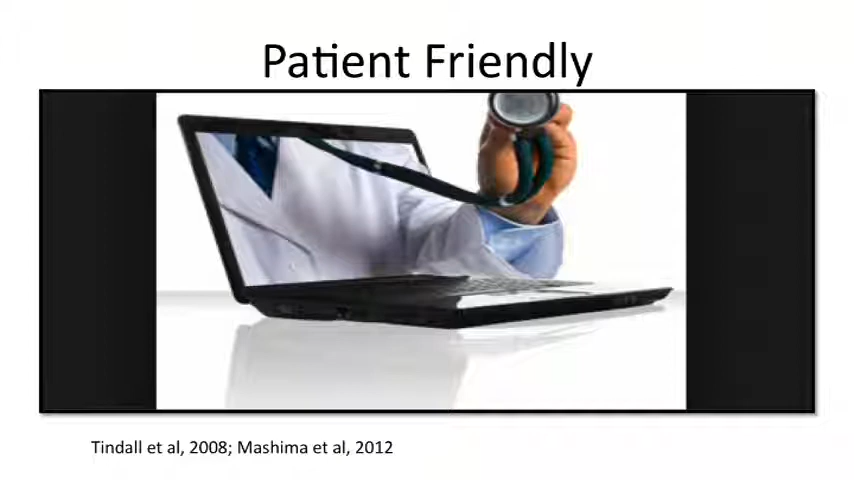 Patient Friendly
Tindall et al, 2008; Mashima et al, 2012